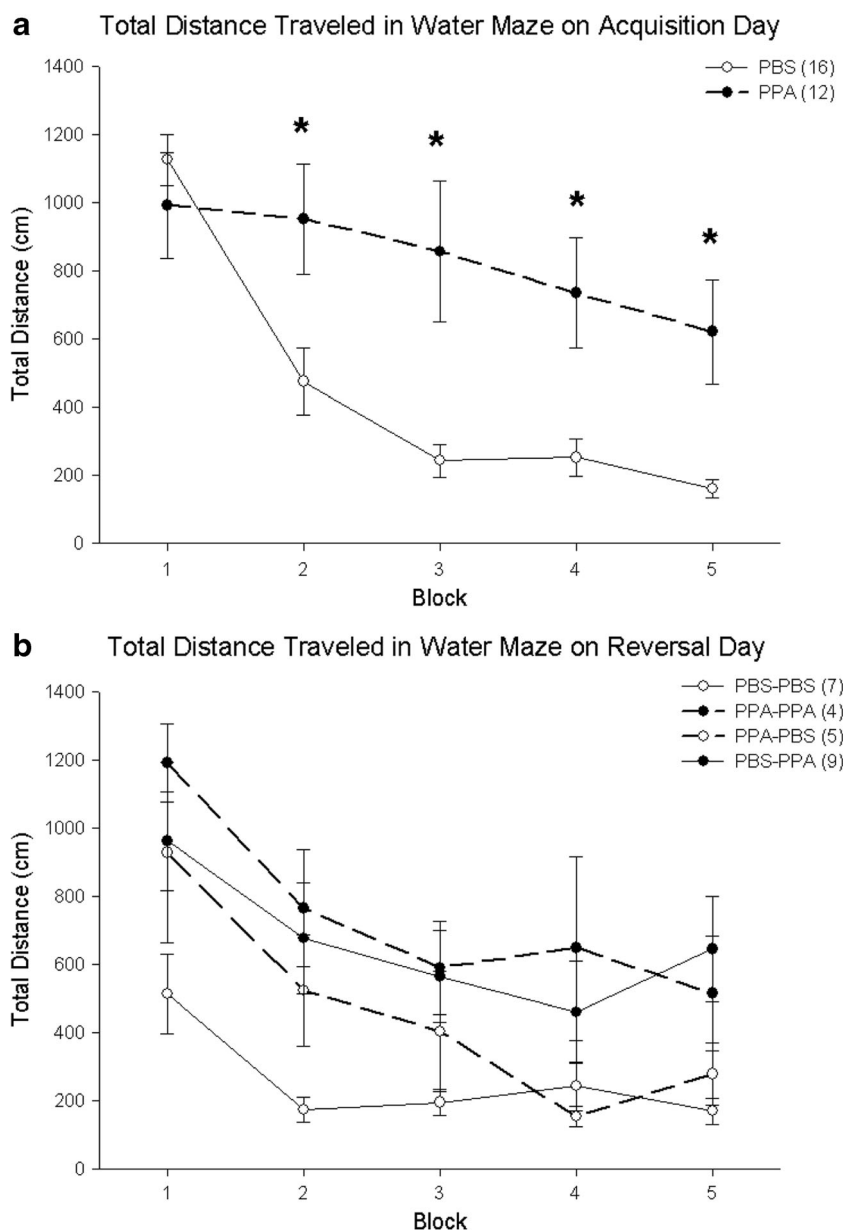 a Total Distance Traveled in Water Maze on Acquisition Day
1400
1200
1000
800
600
400
200
0
Total Distance (cm)
PBS (16)
PPA (12)
*
*
*
*
1 2 3 4 5
Block
b Total Distance Traveled in Water Maze on Reversal Day
1400
1200
1000
800
600
400
200
0
Total Distance (cm)
PBS-PBS (7)
PPA-PPA (4)
PPA-PBS (5)
PBS-PPA (9)
1 2 3 4 5
Block